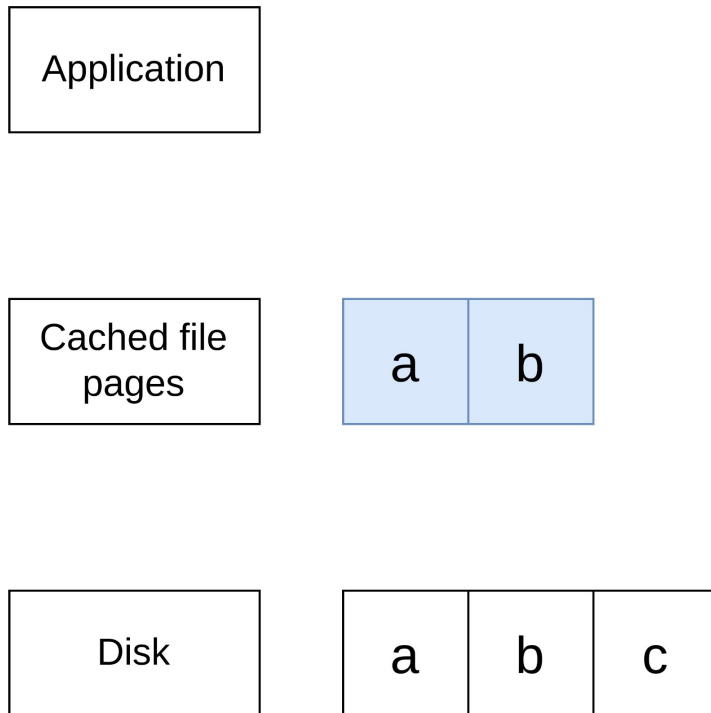 Application
Cached file
pages
a b
Disk
a b c